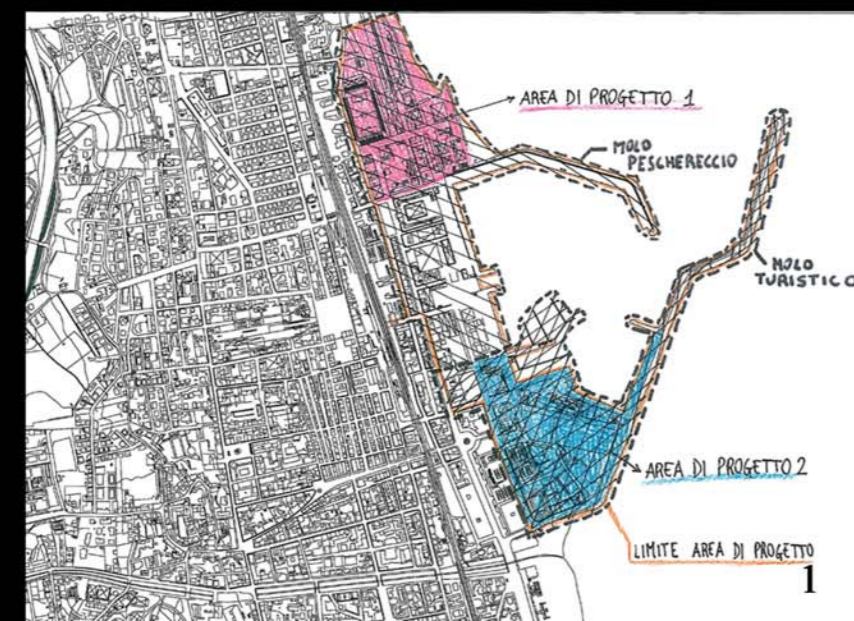 AREA DI PROGETTO 1
MOLO
PESCHERECCIO
MOLO
TURISTICO
AREA DI PROGETTO 2
LIMITE AREA DI PROGETTO
1